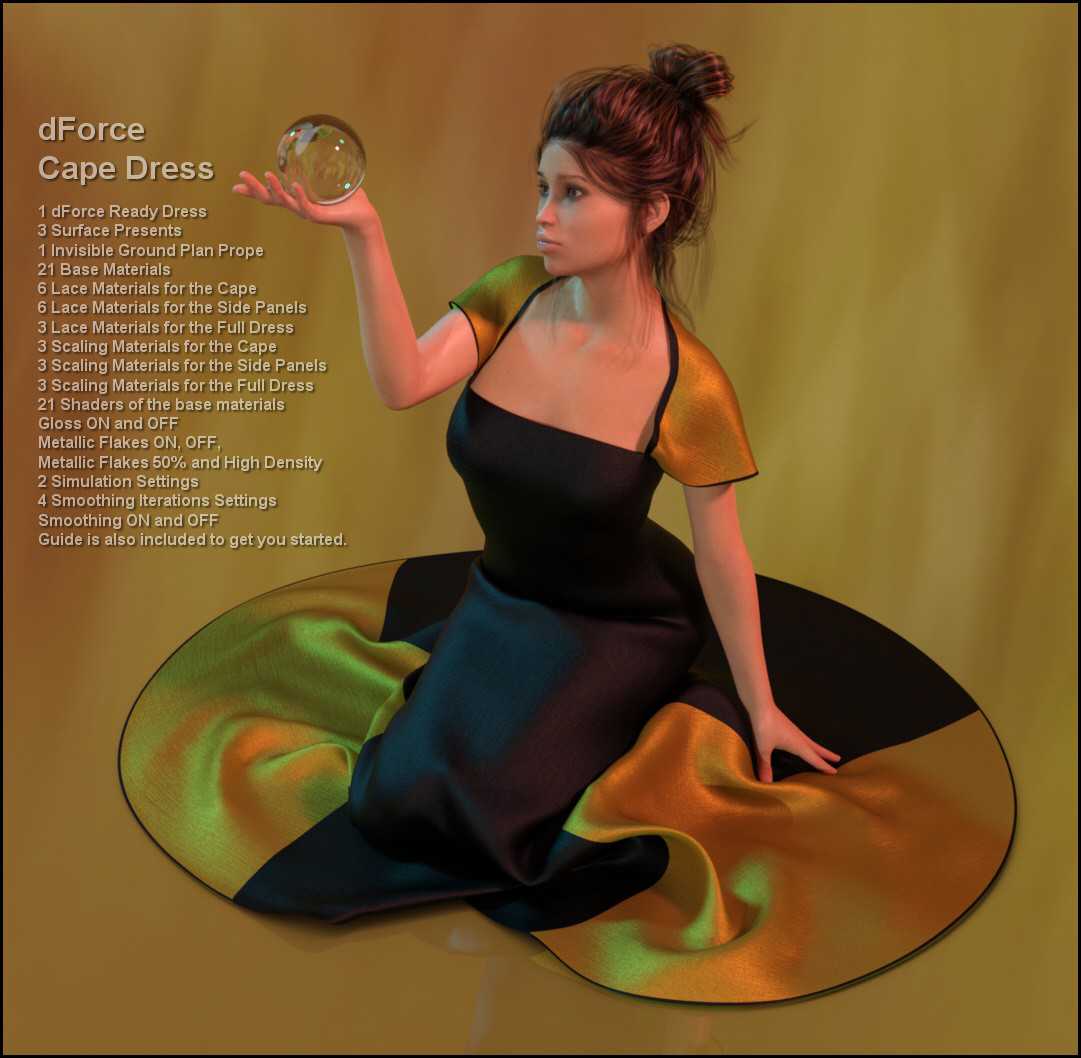 dForce
Cape Dress
1 dForce Ready Dress
3 Surface Presents
1 Invisible Ground Plan Prope
21 Base Materials
6 Lace Materials for the Cape
6 Lace Materials for the Side Panels
3 Lace Materials for the Full Dress
3 Scaling Materials for the Cape
3 Scaling Materials for the Side Panels
3 Scaling Materials for the Full Dress
21 Shaders of the base materials
Gloss ON and OFF
Metallic Flakes ON, OFF,
Metallic Flakes 50% and High Density
2 Simulation Settings
4 Smoothing Iterations Settings
Smoothing ON and OFF
Guide is also included to get you started.